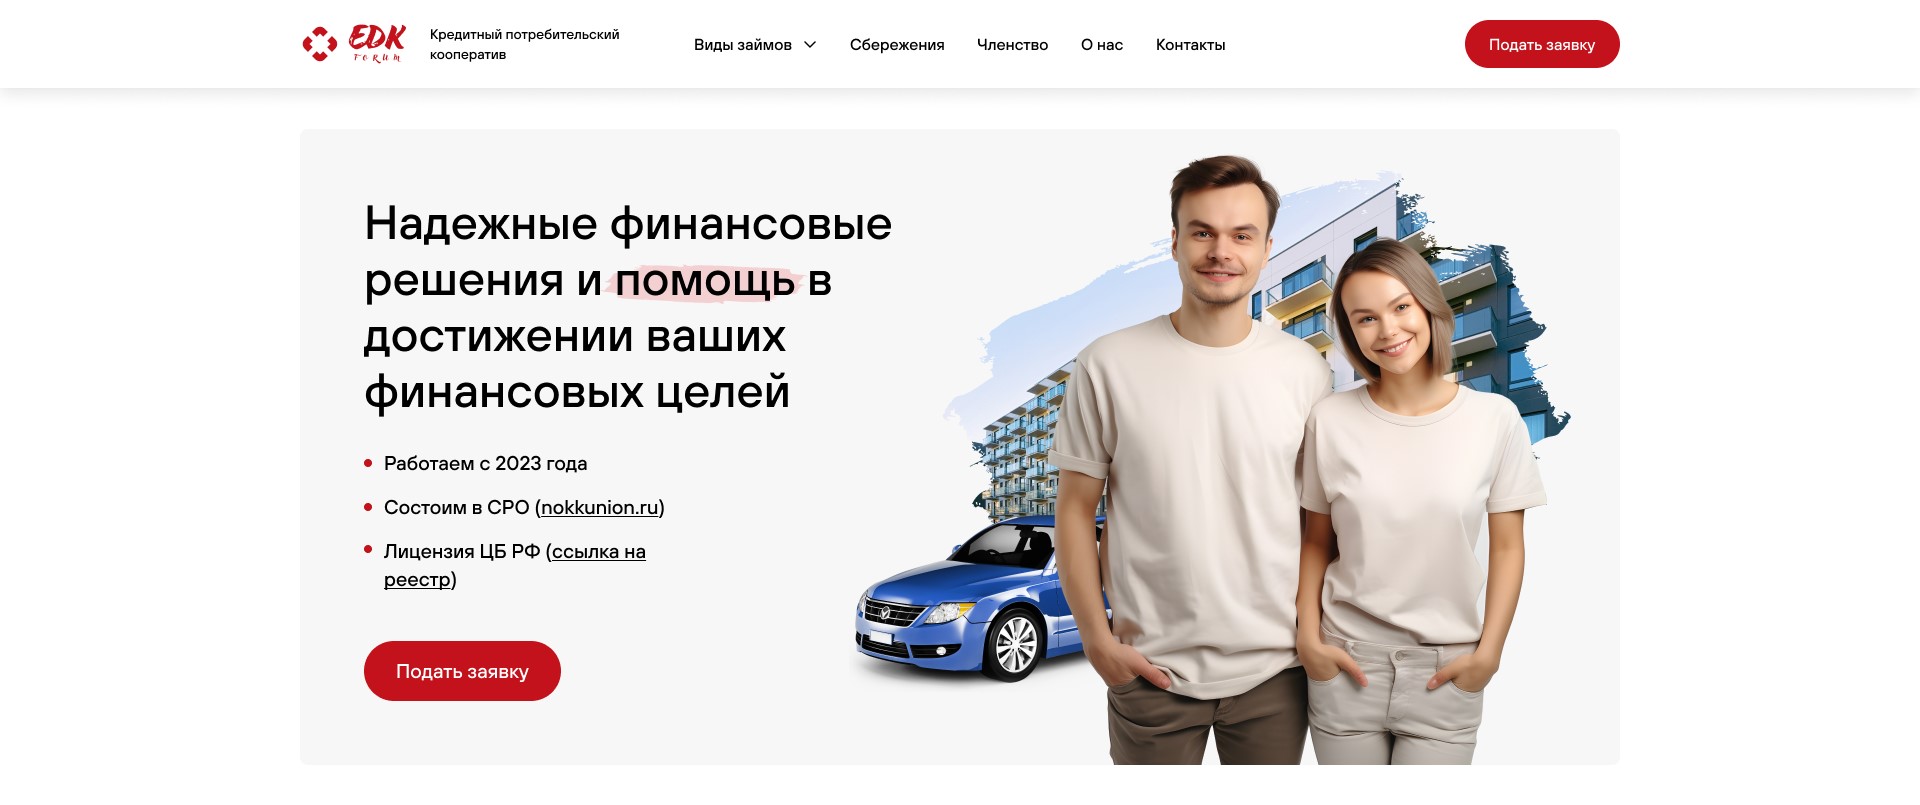 EDK
FORUM
Кредитный потребительский
кооператив
Виды займов
Сбережения
Членство
О нас
Контакты
Подать заявку
Надежные финансовые
решения и помощь в
достижении ваших
финансовых целей
Работаем с 2023 года
Состоим в СРО (nokkunion.ru)
Лицензия ЦБ РФ (ссылка на
реестр)
Подать заявку